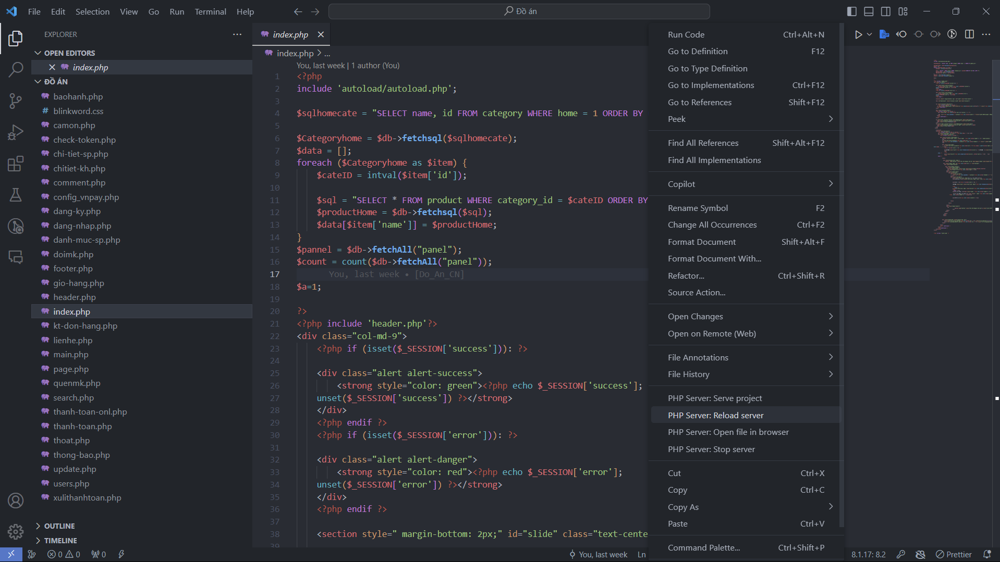 File Edit Selection View Go Run Terminal Help
Đồ án
EXPLORER
OPEN EDITORS
index.php
ĐỒ ÁN
baohanh.php
# blinkword.css
camon.php
check-token.php
chi-tiet-sp.php
chitiet-kh.php
comment.php
config_vnpay.php
dang-ky.php
dang-nhap.php
danh-muc-sp.php
doimk.php
footer.php
gio-hang.php
header.php
index.php
kt-don-hang.php
lienhe.php
main.php
page.php
quenmk.php
search.php
thanh-toan-onl.php
thanh-toan.php
thoat.php
thong-bao.php
update.php
users.php
xulithanhtoan.php
OUTLINE
TIMELINE
index.php
index.php > ...
You, last week | 1 author (You)
1 <?php
2 include 'autoload/autoload.php';
3
4 $sqlhomecate = "SELECT name, id FROM category WHERE home = 1 ORDER BY
5
6 $Categoryhome = $db->fetchsql($sqlhomecate);
7 $data = [];
8 foreach ($Categoryhome as $item) {
9 $cateID = intval($item['id']);
10
11 $sql = "SELECT * FROM product WHERE category_id = $cateID ORDER BY
12 $productHome = $db->fetchsql($sql);
13 $data[$item['name']] = $productHome;
14 }
15 $pannel = $db->fetchAll("panel");
16 $count = count($db->fetchAll("panel"));
17 You, last week • [Do_An_CN]
18 $a=1;
19
20 ?>
21 <?php include 'header.php'?>
22 <div class="col-md-9">
23 <?php if (isset($_SESSION['success'])): ?>
24
25 <div class="alert alert-success">
26 <strong style="color: green"><?php echo $_SESSION['success'];
27 unset($_SESSION['success']) ?></strong>
28 </div>
29 <?php endif ?>
30 <?php if (isset($_SESSION['error'])): ?>
31
32 <div class="alert alert-danger">
33 <strong style="color: red"><?php echo $_SESSION['error'];
34 unset($_SESSION['error']) ?></strong>
35 </div>
36 <?php endif ?>
37
38 <section style=" margin-bottom: 2px;" id="slide" class="text-cente
39
Run Code Ctrl+Alt+N
Go to Definition F12
Go to Type Definition
Go to Implementations Ctrl+F12
Go to References Shift+F12
Peek
Find All References Shift+Alt+F12
Find All Implementations
Copilot
Rename Symbol F2
Change All Occurrences Ctrl+F2
Format Document Shift+Alt+F
Format Document With...
Refactor... Ctrl+Shift+R
Source Action...
Open Changes
Open on Remote (Web)
File Annotations
File History
PHP Server: Serve project
PHP Server: Reload server
PHP Server: Open file in browser
PHP Server: Stop server
Cut Ctrl+X
Copy Ctrl+C
Copy As
Paste Ctrl+V
Command Palette... Ctrl+Shift+P
0 0 0 You, last week Ln 8.1.17: 8.2 Prettier